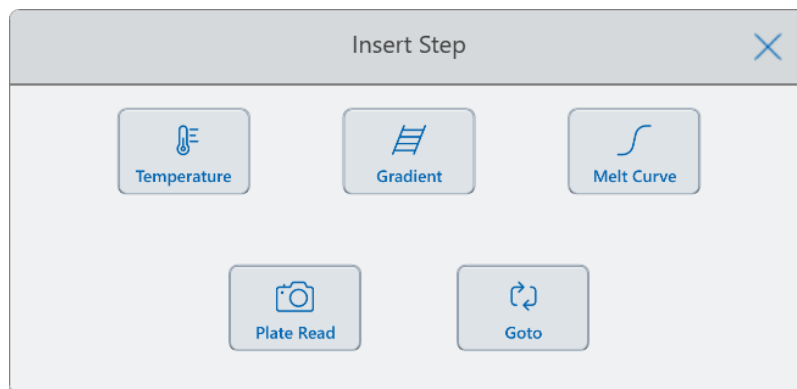 Insert Step
Temperature
Gradient
Melt Curve
Plate Read
Goto